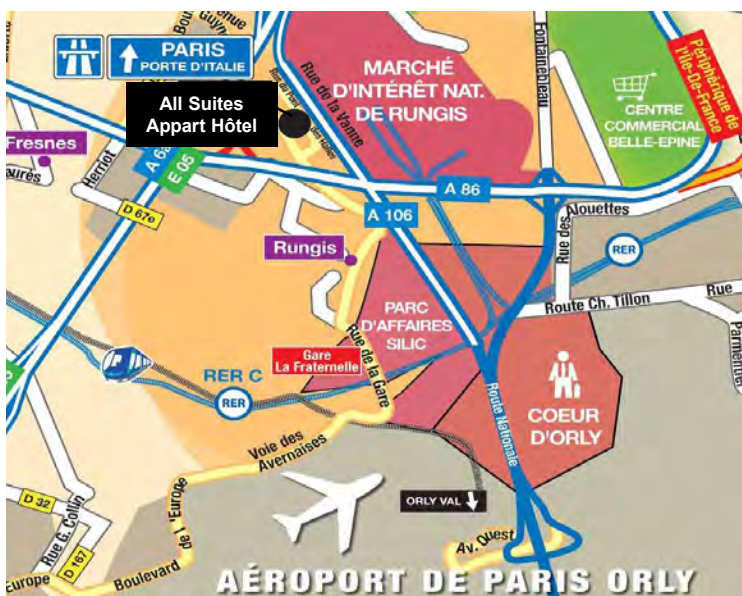 Guyn
PARIS
PORTE D'ITALIE
All Suites
Appart Hôtel
Rue de la Vanne
MARCHÉ
D'INTÉRÊT NAT.
DE RUNGIS
Fontainebleau
CENTRE
COMMERCIAL
BELLE-EPINE
Périphérique de
l'Île-De-France
Fresnes
aurès
Herriot
A 6a
E 05
D 67e
A 86
A 106
Rungis
Rue des
Alouettes
RER
Route Ch. Tillon
Rue
Parmentier
PARC
D'AFFAIRES
SILIC
Gare
La Fraternelle
Rue de la Gare
RER C
RER
Route Nationale
COEUR
D'ORLY
Voie des
Avernaises
ORLY VAL
Av. Ouest
D 32
Rue G. Collin
D 167
Europe
Boulevard
de l'Europe
AÉROPORT DE PARIS ORLY